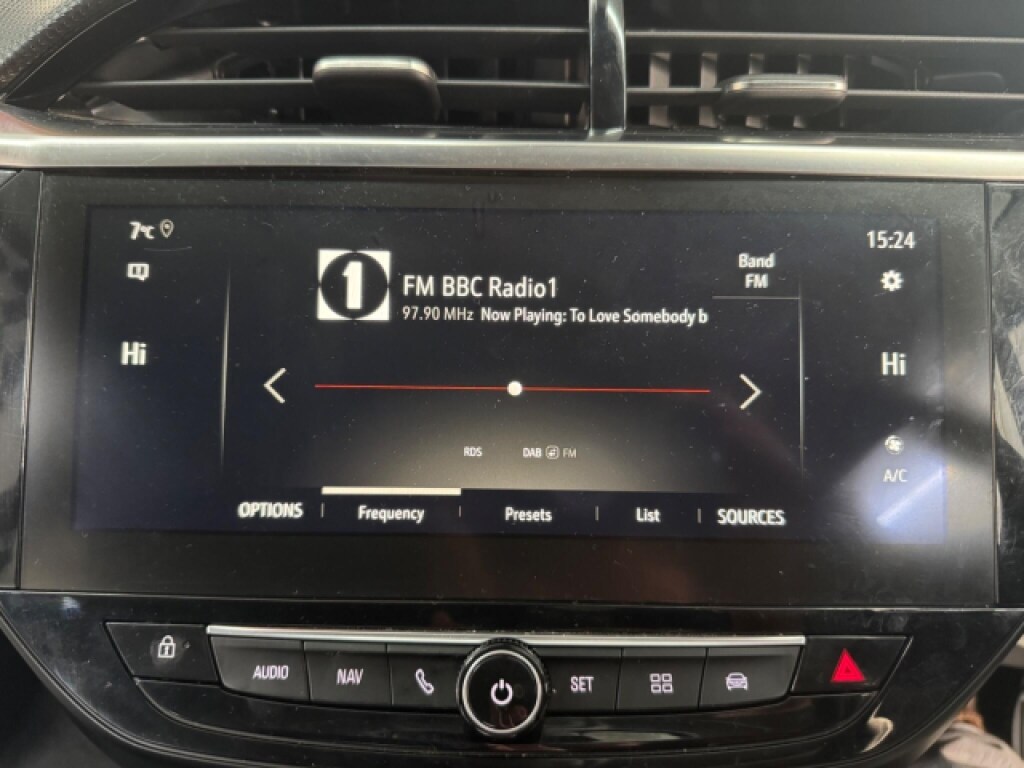 7°C
15:24
Band
FM
1
FM BBC Radio1
97.90 MHz Now Playing: To Love Somebody b
Hi
Hi
RDS
DAB FM
A/C
OPTIONS
Frequency
Presets
List
SOURCES
AUDIO
NAV
SET